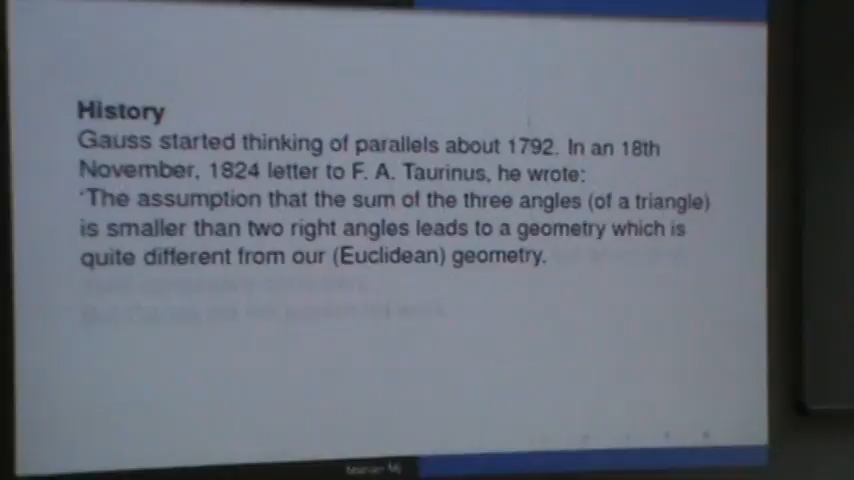 History
Gauss started thinking of parallels about 1792. In an 18th
November, 1824 letter to F. A. Taurinus, he wrote:
'The assumption that the sum of the three angles (of a triangle)
is smaller than two right angles leads to a geometry which is
quite different from our (Euclidean) geometry.